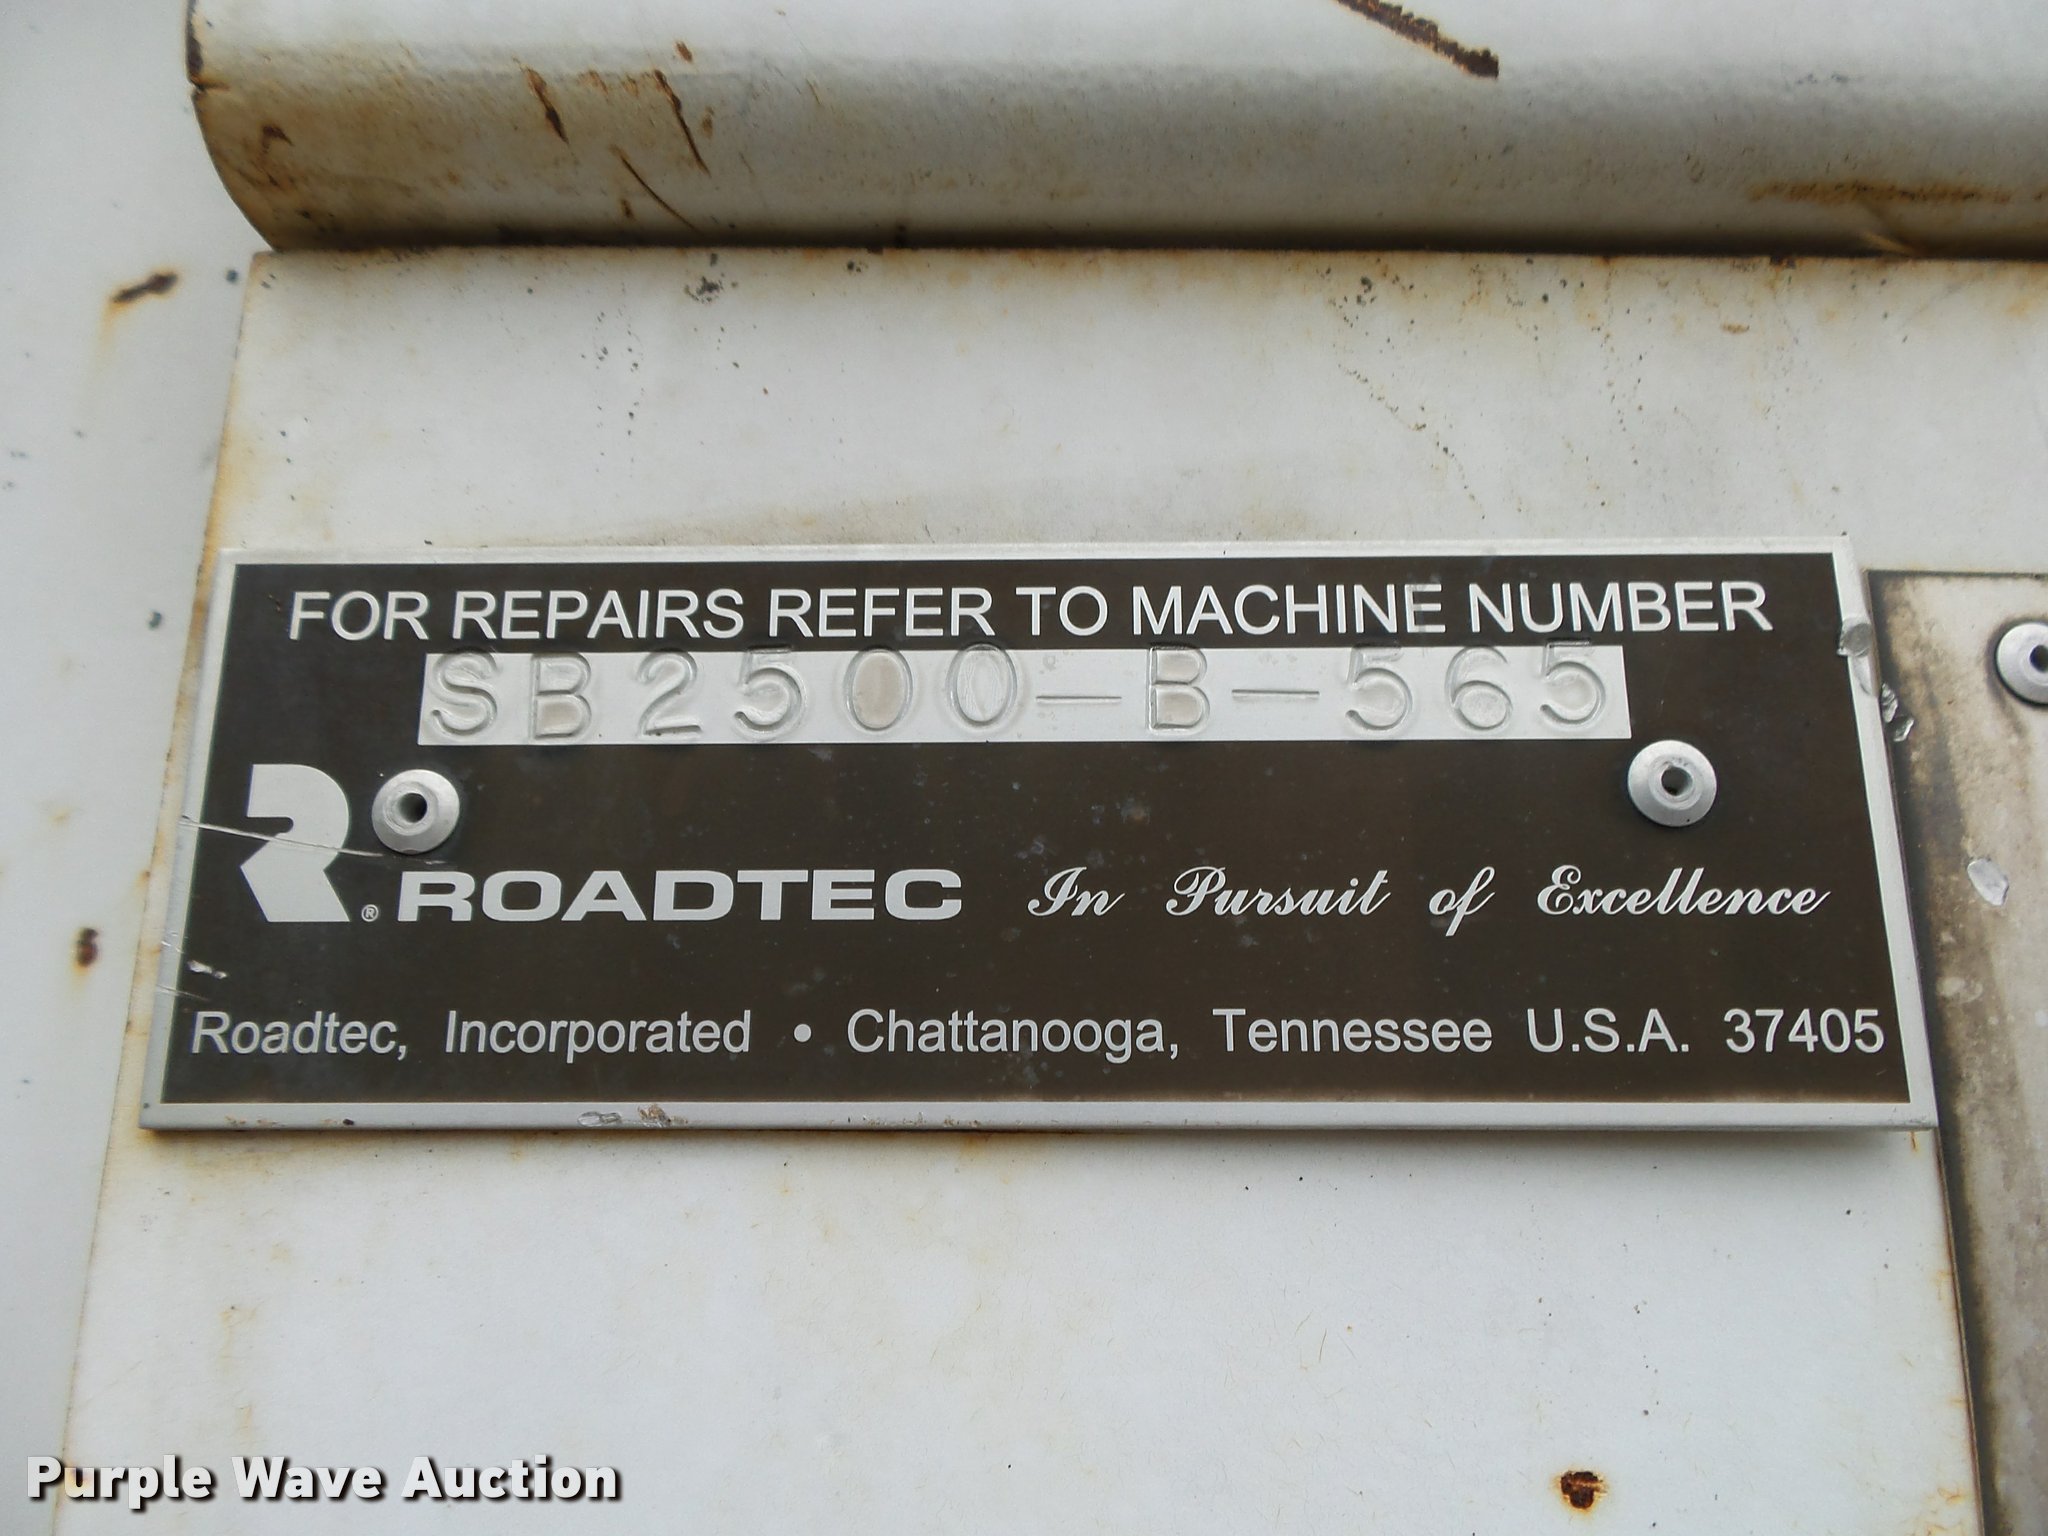 FOR REPAIRS REFER TO MACHINE NUMBER
SB2500-B-565
® ROADTEC In Pursuit of Excellence
Roadtec, Incorporated • Chattanooga, Tennessee U.S.A. 37405
Purple Wave Auction